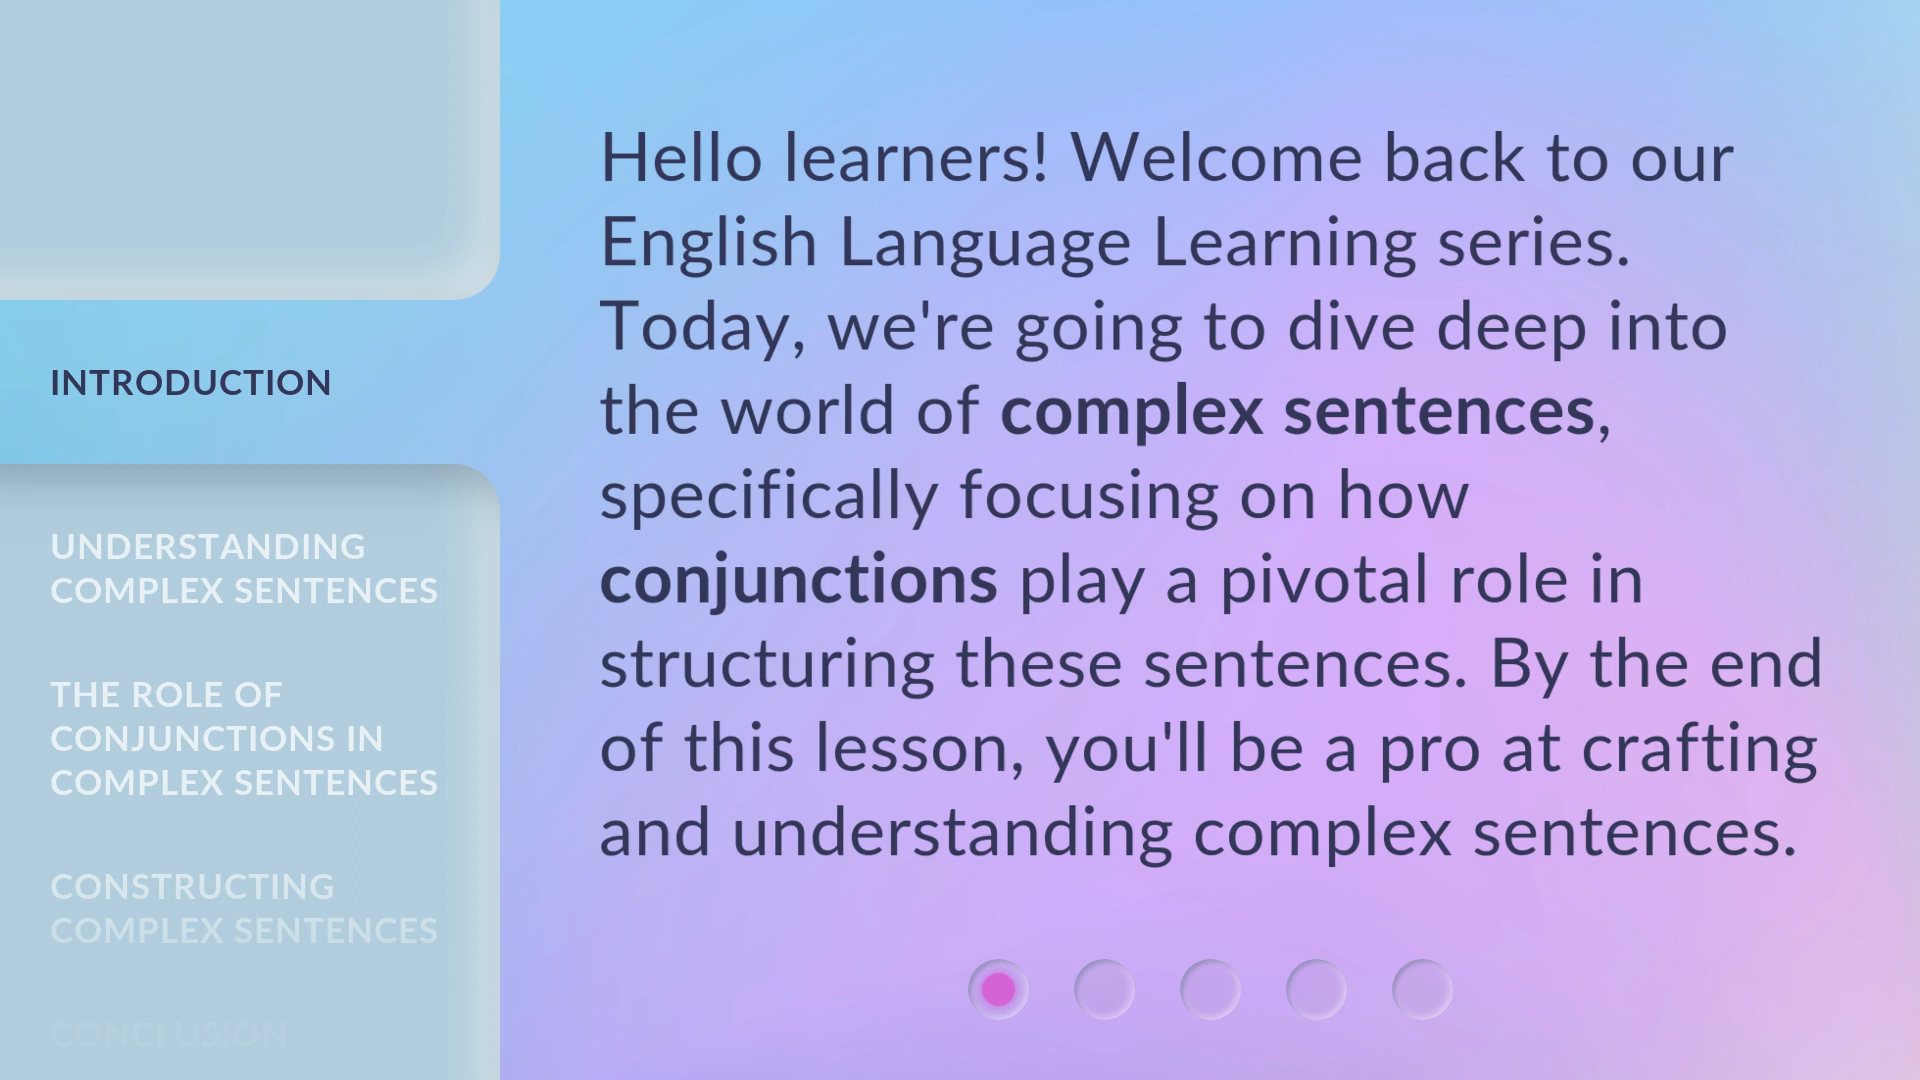 INTRODUCTION
UNDERSTANDING
COMPLEX SENTENCES
THE ROLE OF
CONJUNCTIONS IN
COMPLEX SENTENCES
CONSTRUCTING
COMPLEX SENTENCES
CONCLUSION
Hello learners! Welcome back to our
English Language Learning series.
Today, we're going to dive deep into
the world of complex sentences,
specifically focusing on how
conjunctions play a pivotal role in
structuring these sentences. By the end
of this lesson, you'll be a pro at crafting
and understanding complex sentences.